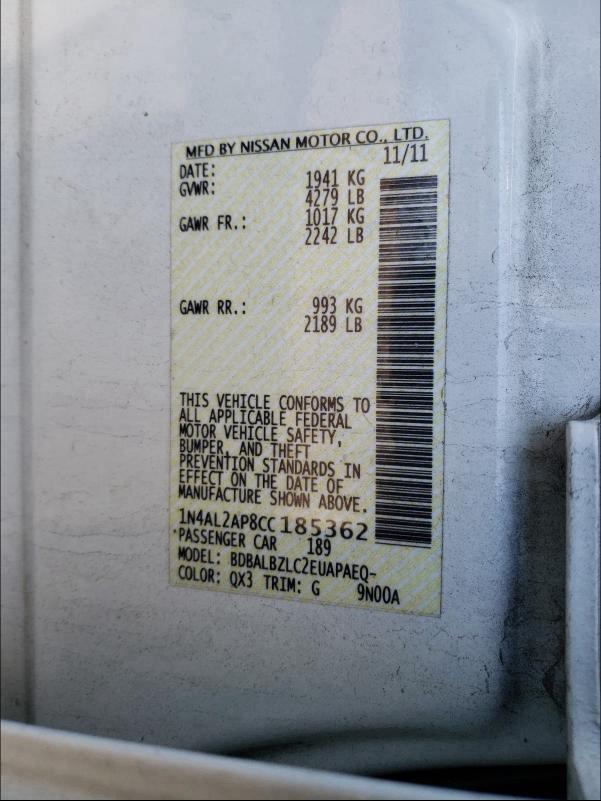 MFD BY NISSAN MOTOR CO., LTD.
DATE: 11/11
GVWR: 1941 KG
4279 LB
GAWR FR.: 1017 KG
2242 LB
GAWR RR.: 993 KG
2189 LB
THIS VEHICLE CONFORMS TO
ALL APPLICABLE FEDERAL
MOTOR VEHICLE SAFETY,
BUMPER, AND THEFT
PREVENTION STANDARDS IN
EFFECT ON THE DATE OF
MANUFACTURE SHOWN ABOVE.
1N4AL2AP8CC185362
PASSENGER CAR 189
MODEL: BDBALBZLC2EUAPAEQ-
COLOR: QX3 TRIM: G 9N00A